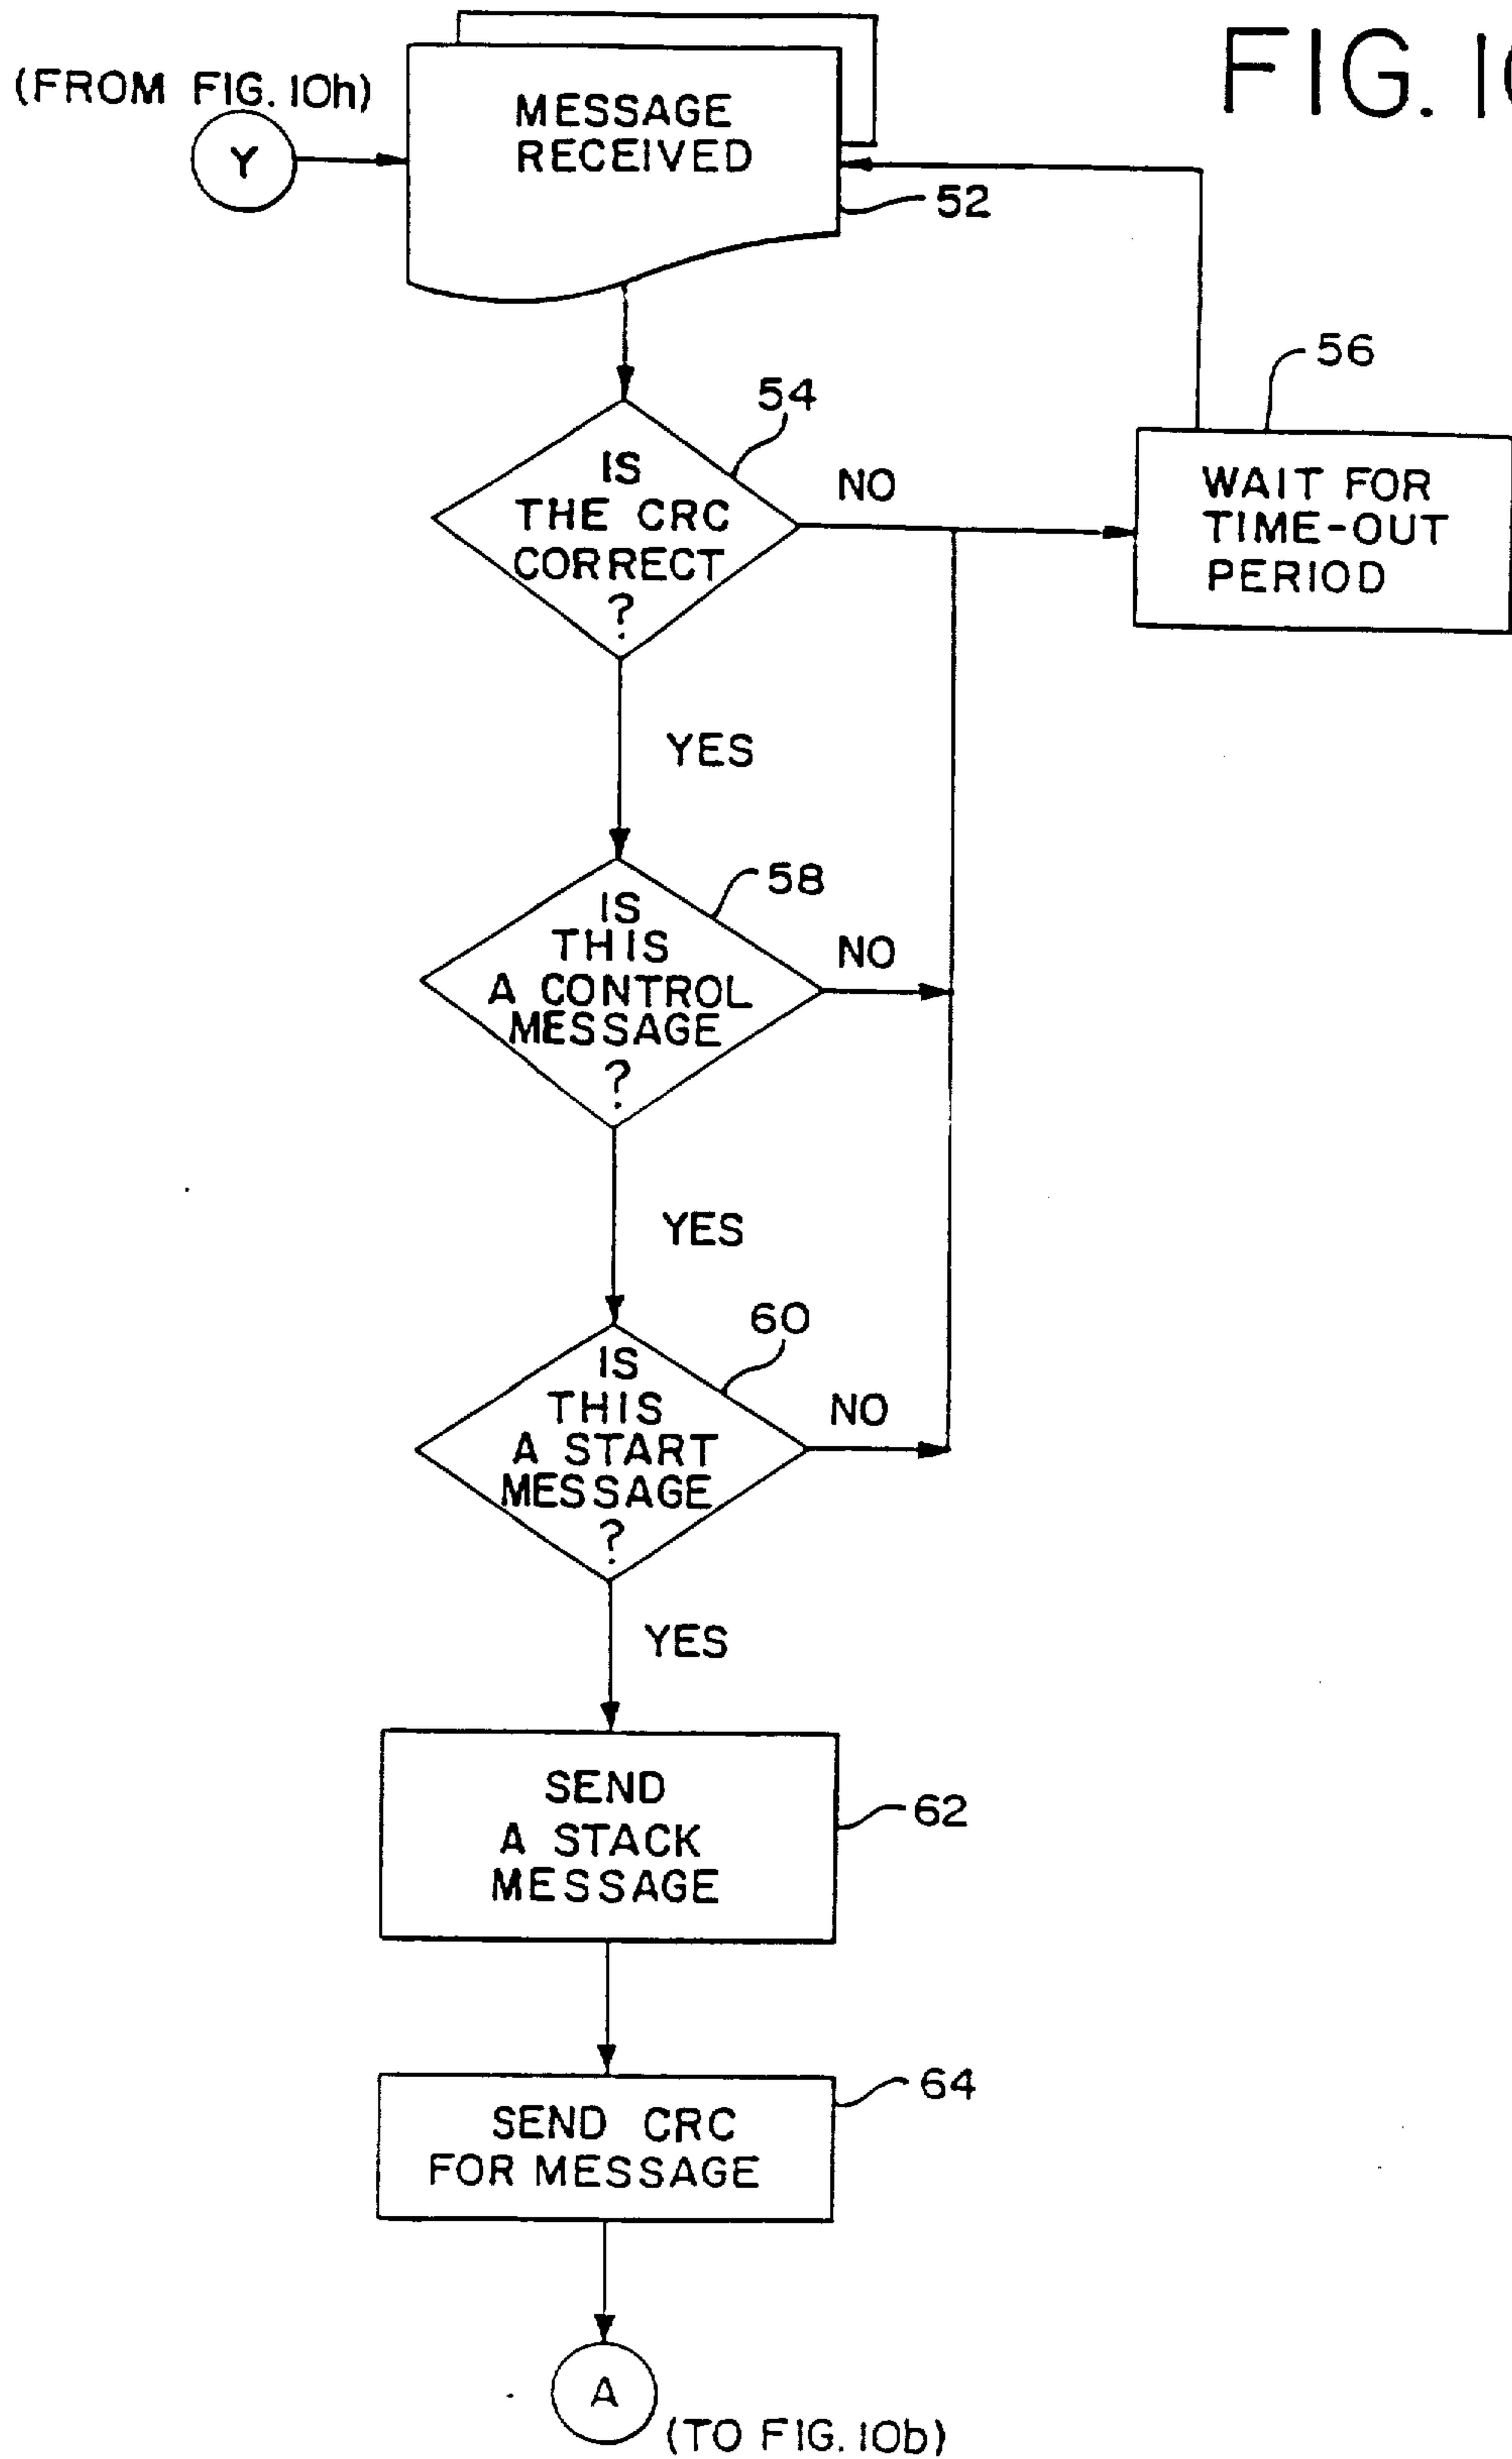 (FROM FIG. 10h)
FIG. 10
Y
MESSAGE
RECEIVED
52
54
56
IS
THE CRC
CORRECT
?
NO
WAIT FOR
TIME-OUT
PERIOD
YES
58
IS
THIS
A CONTROL
MESSAGE
?
NO
YES
60
IS
THIS
A START
MESSAGE
?
NO
YES
SEND
A STACK
MESSAGE
62
SEND CRC
FOR MESSAGE
64
A
(TO FIG. 10b)